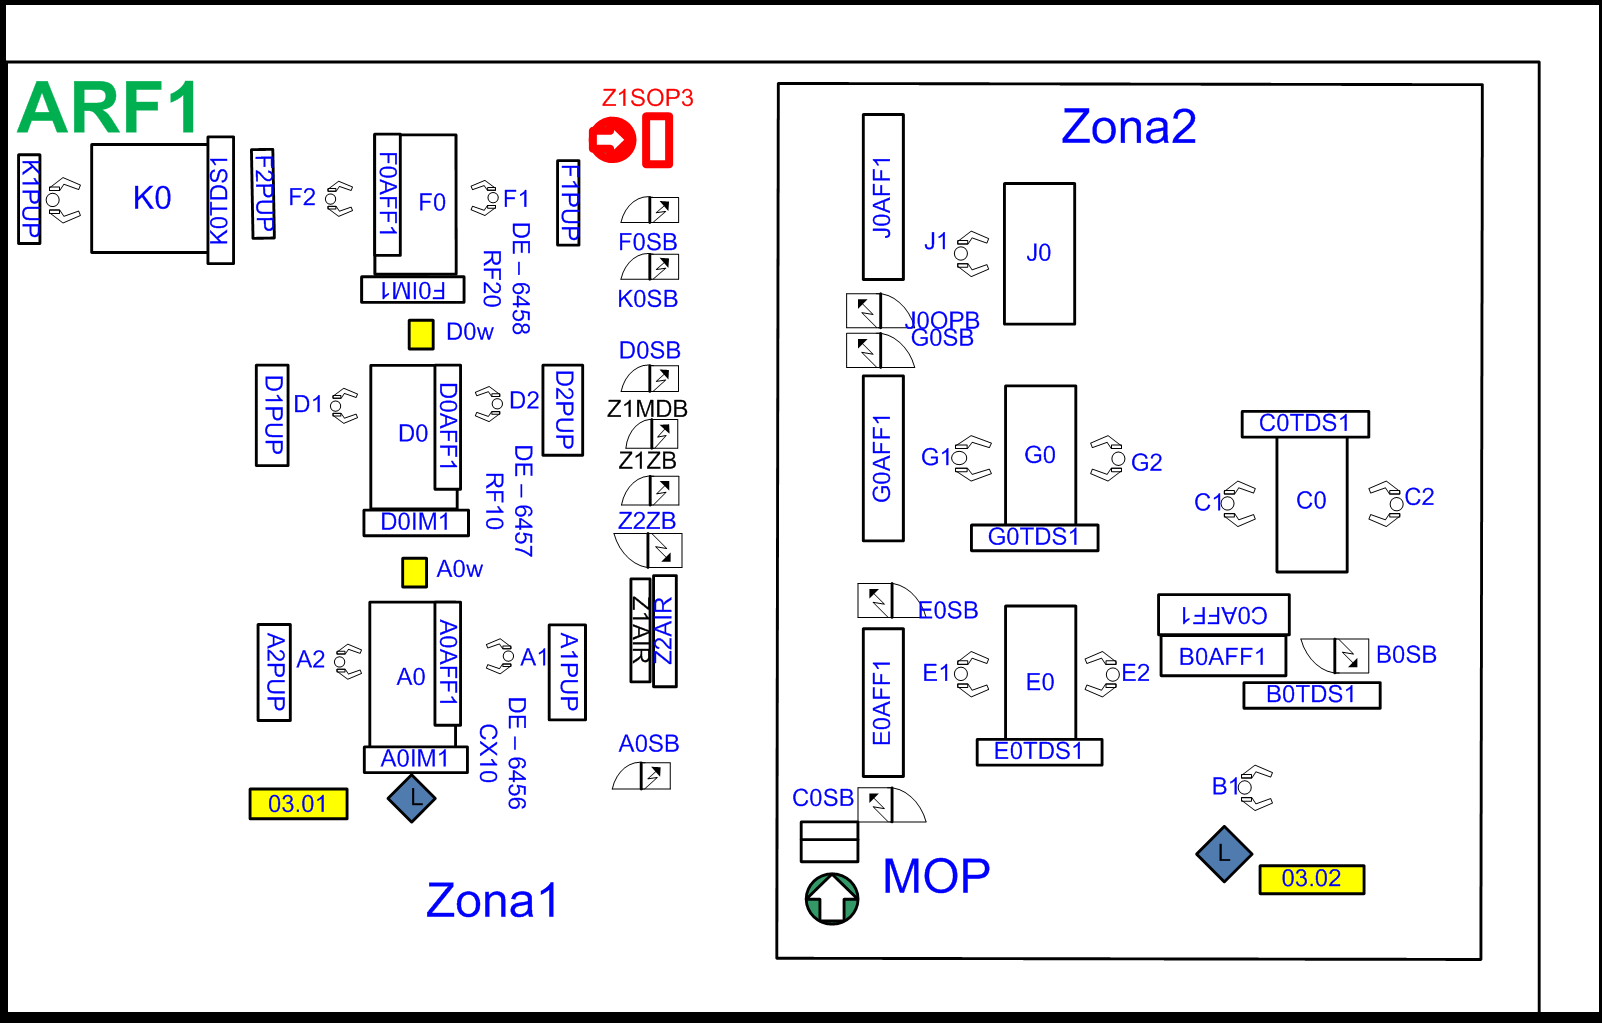 ARF1
Z1SOP3
Zona2
K1PUP
K0
K0TDS1
F2PUP
F2
F0AFF1
F0
F1
F1PUP
F0IM1
DE – 6458
RF20
F0SB
K0SB
D0w
D0SB
D1PUP
D1
D0
D0AFF1
D2
D2PUP
D0IM1
DE – 6457
RF10
Z1MDB
Z1ZB
Z2ZB
A0w
Z1AIR
Z2AIR
A2PUP
A2
A0
A0AFF1
A1
A1PUP
A0IM1
DE – 6456
CX10
A0SB
03.01
L
Zona1
J0AFF1
J1
J0
J0OPB
G0SB
G0AFF1
G1
G0
G2
G0TDS1
C0TDS1
C1
C0
C2
E0SB
C0AFF1
B0AFF1
B0SB
B0TDS1
E0AFF1
E1
E0
E2
E0TDS1
C0SB
B1
L
MOP
03.02